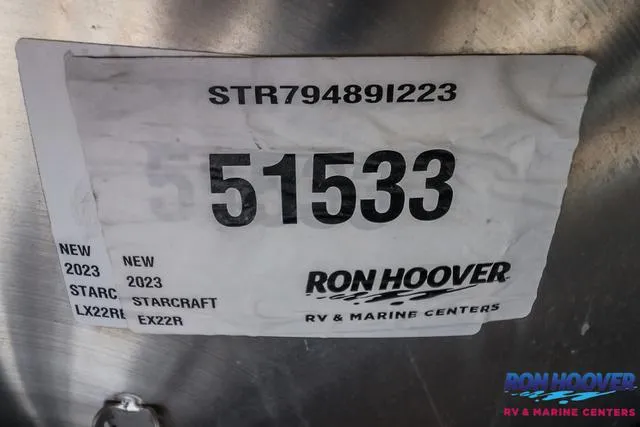 STR79489I223
51533
NEW
2023
STARC
LX22R
NEW
2023
STARCRAFT
EX22R
RON HOOVER
RV & MARINE CENTERS
RON HOOVER
RV & MARINE CENTERS